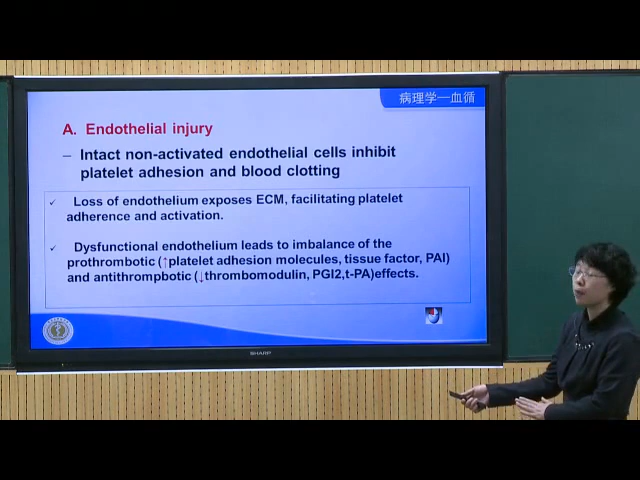 病理学—血循
A. Endothelial injury
– Intact non-activated endothelial cells inhibit
platelet adhesion and blood clotting
✓ Loss of endothelium exposes ECM, facilitating platelet
adherence and activation.
✓ Dysfunctional endothelium leads to imbalance of the
prothrombotic (↑platelet adhesion molecules, tissue factor, PAI)
and antithrompbotic (↓thrombomodulin, PGI2,t-PA)effects.
SHARP